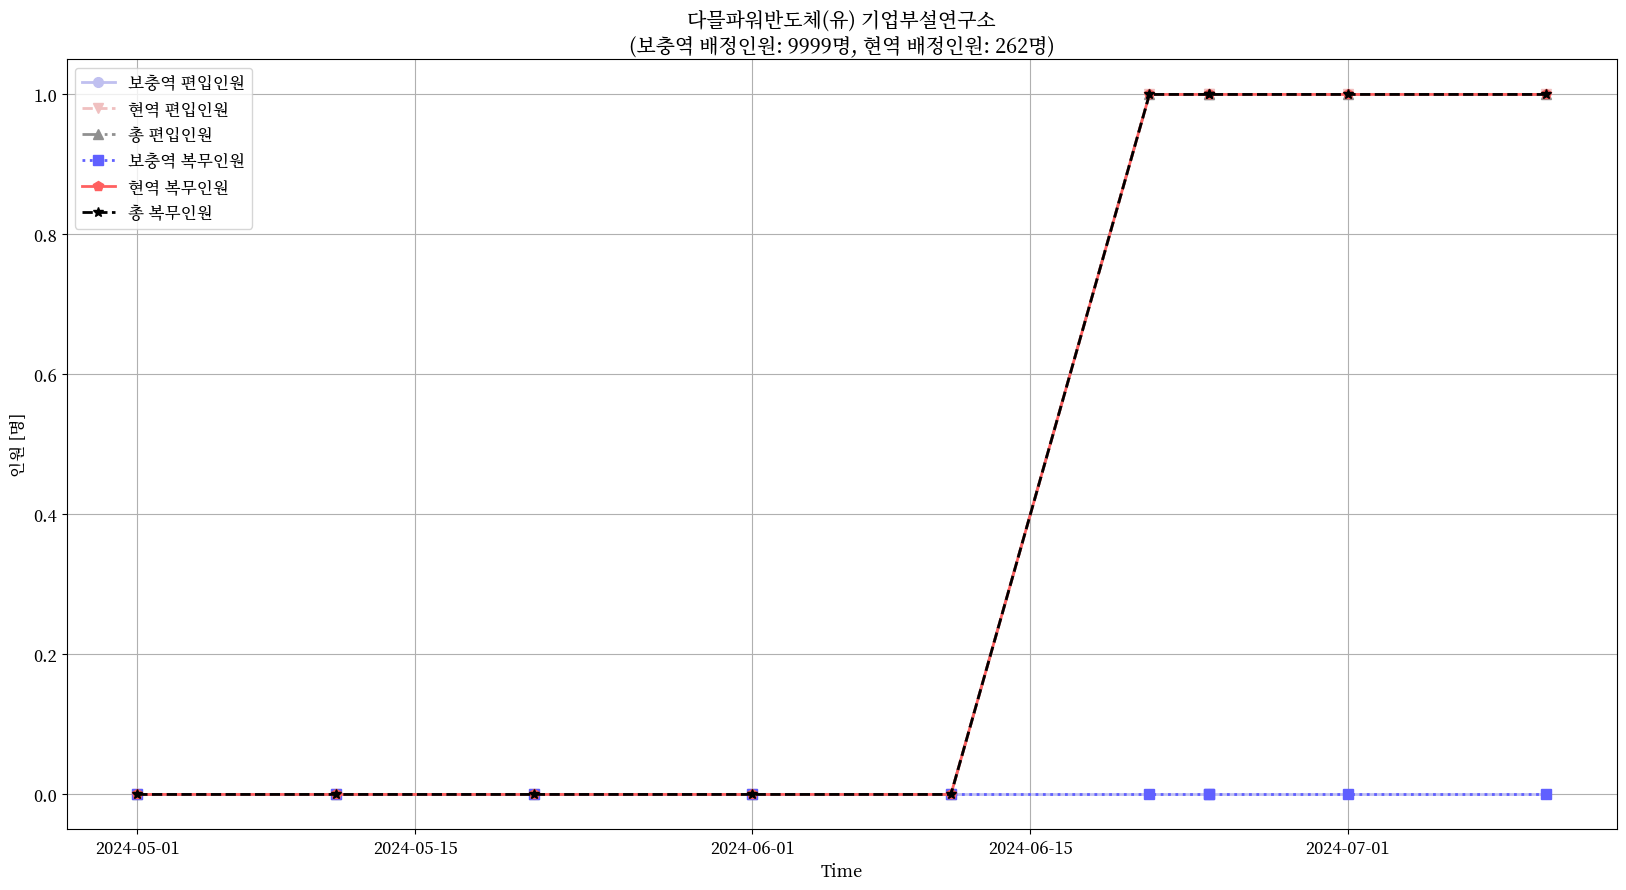 다믈파워반도체(유) 기업부설연구소
(보충역 배정인원: 9999명, 현역 배정인원: 262명)
보충역 편입인원
현역 편입인원
총 편입인원
보충역 복무인원
현역 복무인원
총 복무인원
1.0
0.8
0.6
0.4
0.2
0.0
인원 [명]
2024-05-01
2024-05-15
2024-06-01
2024-06-15
2024-07-01
Time